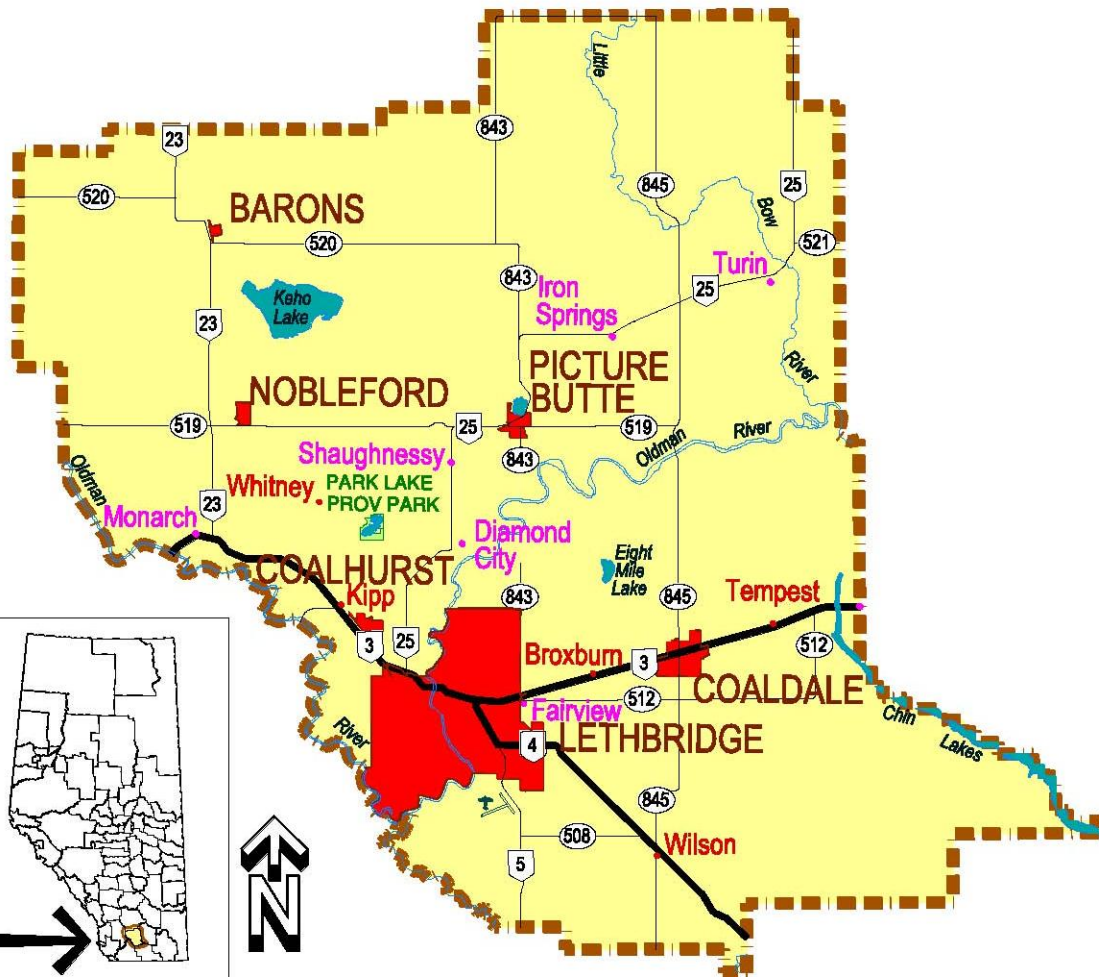 Little
843
23
845
520
25
Bow
BARONS
520
521
843
Turin
Iron
Springs
25
Keho
Lake
23
River
PICTURE
BUTTE
NOBLEFORD
519
25
519
River
Oldman
843
Shaughnessy
Oldman
Whitney
PARK LAKE
PROV PARK
23
Monarch
Diamond
City
Eight
Mile
Lake
COALHURST
Kipp
843
845
Tempest
3
25
512
Broxburn
3
COALDALE
512
Fairview
Chin
Lakes
River
4
LETHBRIDGE
845
508
Wilson
5
N